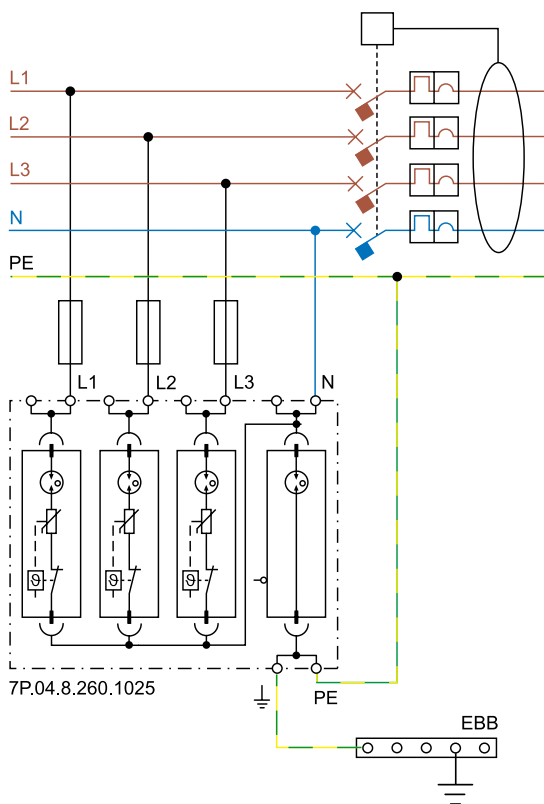 L1
L2
L3
N
PE
L1 L2 L3 N
ϑ ϑ ϑ
7P.04.8.260.1025
PE
EBB